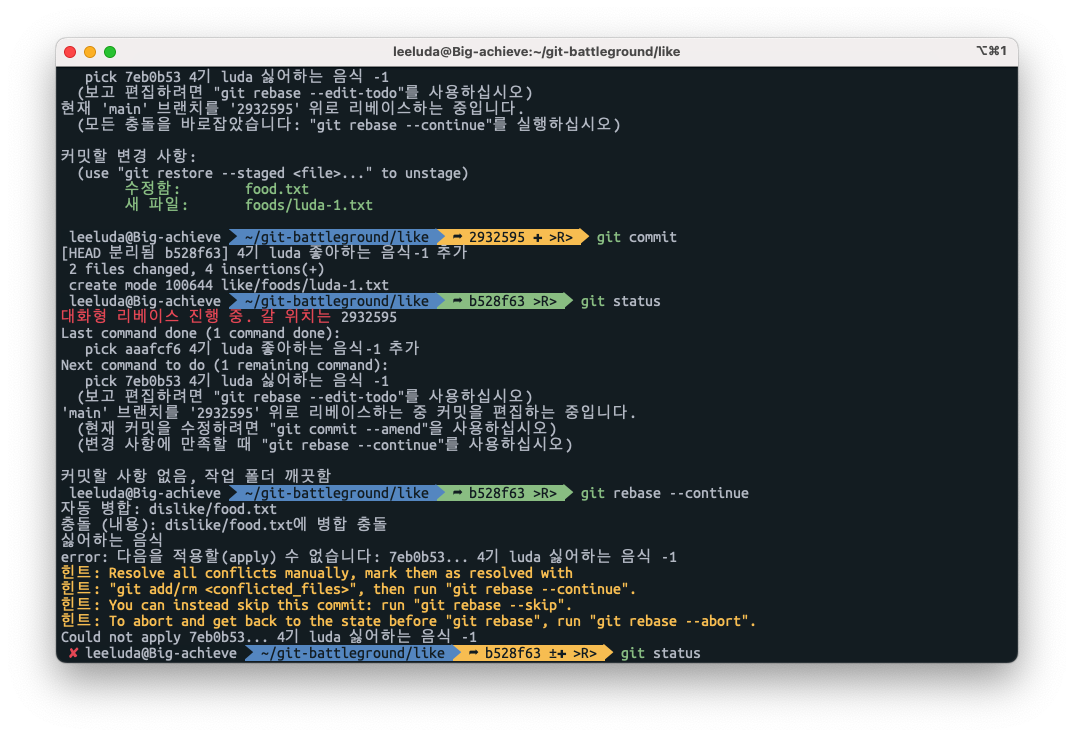 leeluda@Big-achieve:~/git-battleground/like
⌥⌘1
pick 7eb0b53 4기 luda 싫어하는 음식 -1
(보고 편집하려면 "git rebase --edit-todo"를 사용하십시오)
현재 'main' 브랜치를 '2932595' 위로 리베이스하는 중입니다.
(모든 충돌을 바로잡았습니다: "git rebase --continue"를 실행하십시오)
커밋할 변경 사항:
(use "git restore --staged <file>..." to unstage)
수정함: food.txt
새 파일: foods/luda-1.txt
leeluda@Big-achieve ~/git-battleground/like ➦ 2932595 ✚ >R> git commit
[HEAD 분리됨 b528f63] 4기 luda 좋아하는 음식-1 추가
2 files changed, 4 insertions(+)
create mode 100644 like/foods/luda-1.txt
leeluda@Big-achieve ~/git-battleground/like ➦ b528f63 >R> git status
대화형 리베이스 진행 중. 갈 위치는 2932595
Last command done (1 command done):
pick aaafcf6 4기 luda 좋아하는 음식-1 추가
Next command to do (1 remaining command):
pick 7eb0b53 4기 luda 싫어하는 음식 -1
(보고 편집하려면 "git rebase --edit-todo"를 사용하십시오)
'main' 브랜치를 '2932595' 위로 리베이스하는 중 커밋을 편집하는 중입니다.
(현재 커밋을 수정하려면 "git commit --amend"을 사용하십시오)
(변경 사항에 만족할 때 "git rebase --continue"를 사용하십시오)
커밋할 사항 없음, 작업 폴더 깨끗함
leeluda@Big-achieve ~/git-battleground/like ➦ b528f63 >R> git rebase --continue
자동 병합: dislike/food.txt
충돌 (내용): dislike/food.txt에 병합 충돌
싫어하는 음식
error: 다음을 적용할(apply) 수 없습니다: 7eb0b53... 4기 luda 싫어하는 음식 -1
힌트: Resolve all conflicts manually, mark them as resolved with
힌트: "git add/rm <conflicted_files>", then run "git rebase --continue".
힌트: You can instead skip this commit: run "git rebase --skip".
힌트: To abort and get back to the state before "git rebase", run "git rebase --abort".
Could not apply 7eb0b53... 4기 luda 싫어하는 음식 -1
✘ leeluda@Big-achieve ~/git-battleground/like ➦ b528f63 ±✚ >R> git status